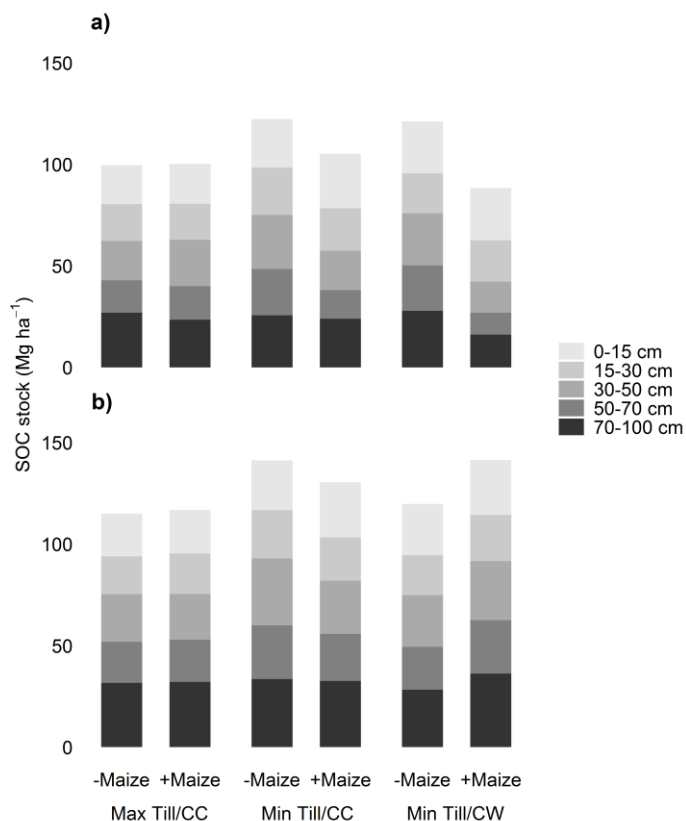 a)
150
100
50
0
SOC stock (Mg ha⁻¹)
0-15 cm
15-30 cm
30-50 cm
50-70 cm
70-100 cm
b)
150
100
50
0
-Maize +Maize -Maize +Maize -Maize +Maize
Max Till/CC Min Till/CC Min Till/CW